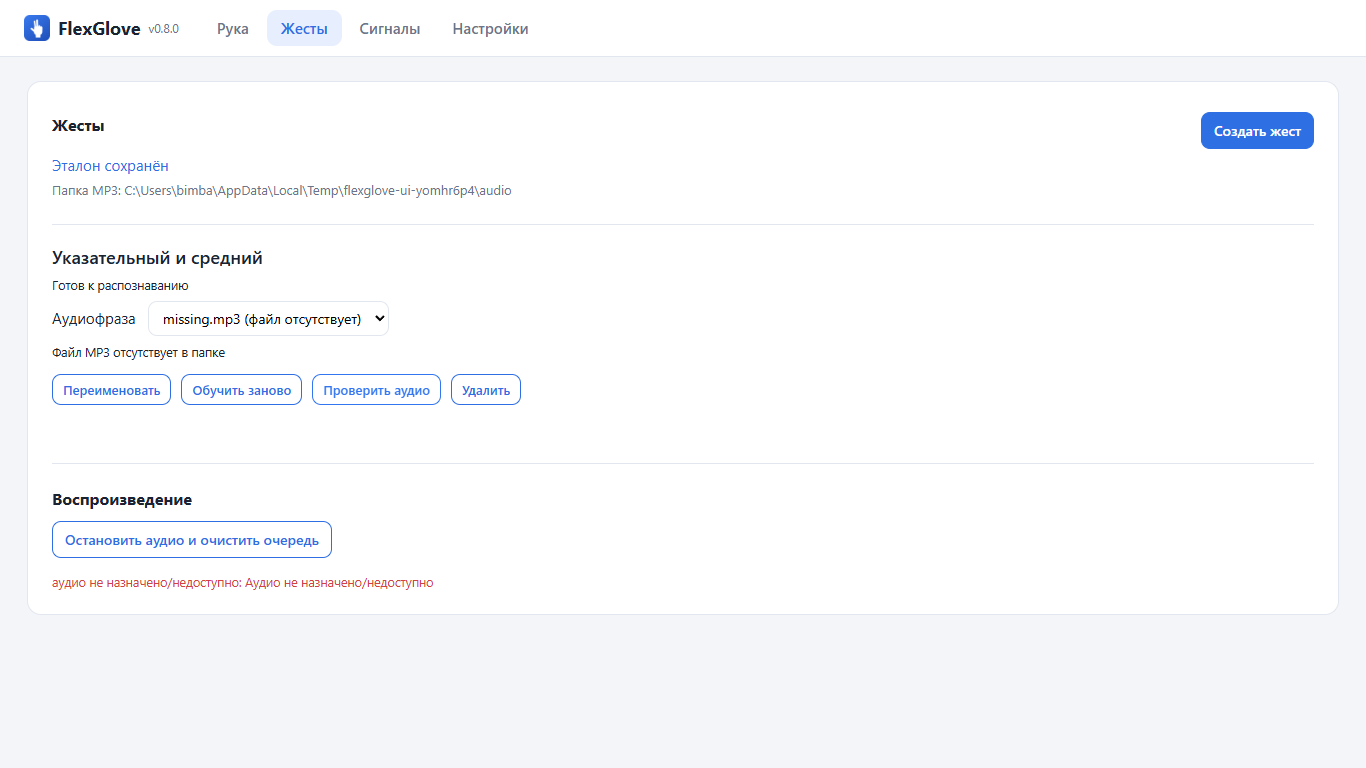 FlexGlove v0.8.0 Рука Жесты Сигналы Настройки
Жесты
Создать жест
Эталон сохранён
Папка MP3: C:\Users\bimba\AppData\Local\Temp\flexglove-ui-yomhr6p4\audio
Указательный и средний
Готов к распознаванию
Аудиофраза missing.mp3 (файл отсутствует)
Файл MP3 отсутствует в папке
Переименовать Обучить заново Проверить аудио Удалить
Воспроизведение
Остановить аудио и очистить очередь
аудио не назначено/недоступно: Аудио не назначено/недоступно